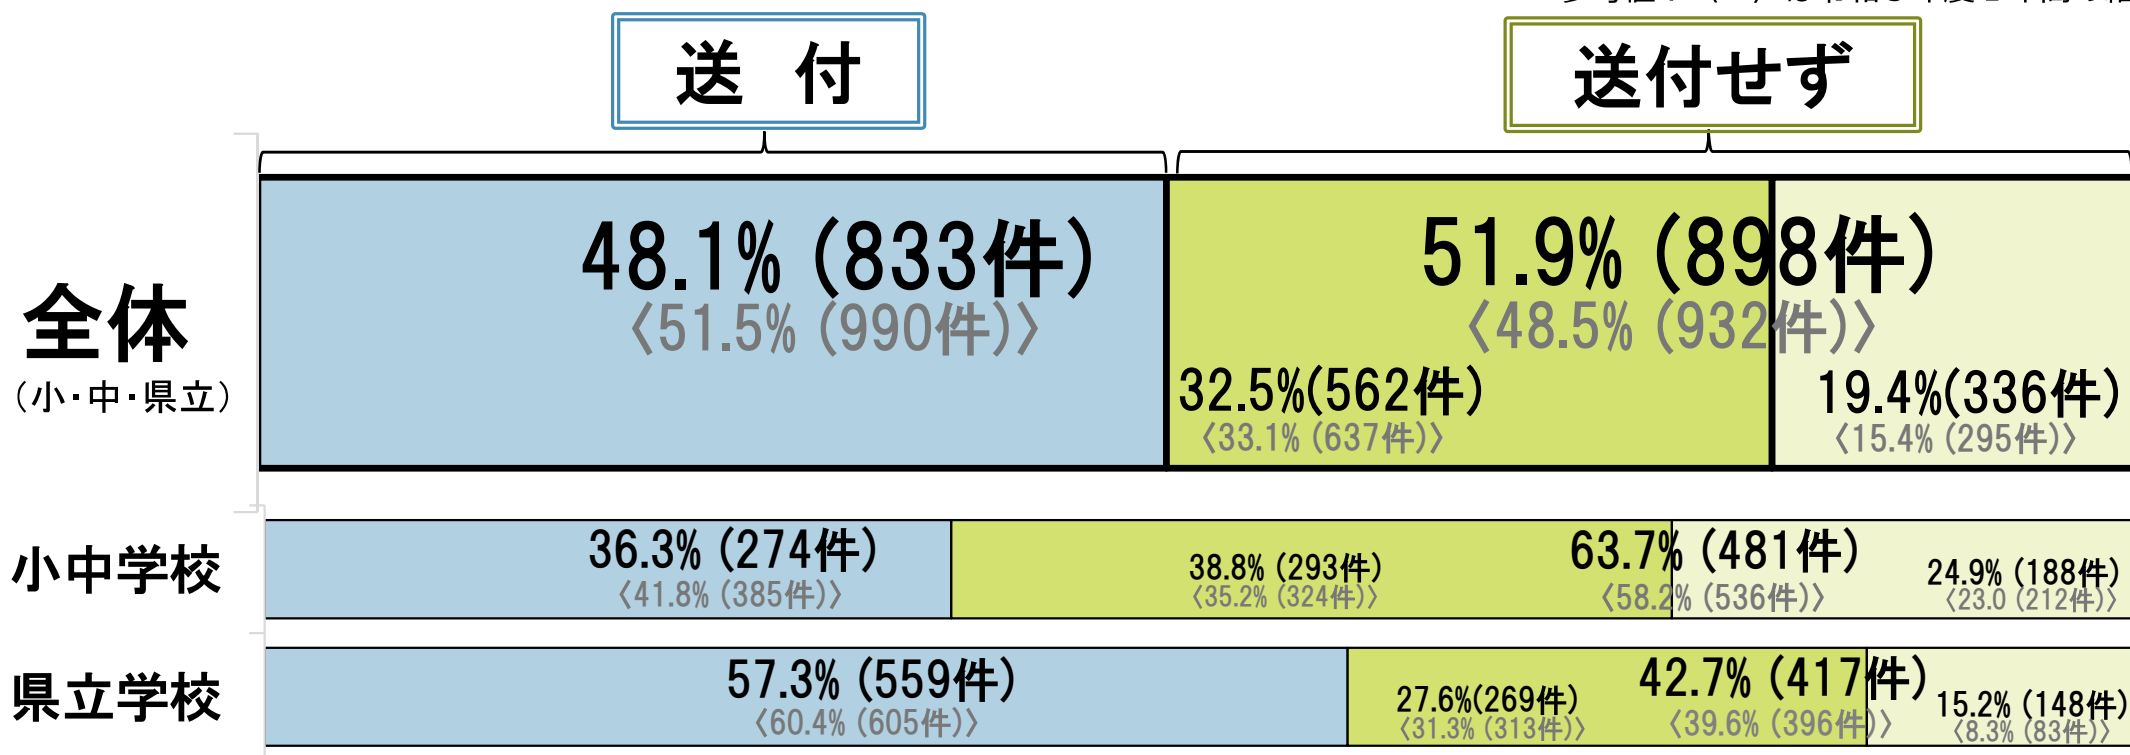 送 付
送付せず
全体
(小・中・県立)
48.1% (833件)
〈51.5% (990件)〉
51.9% (898件)
〈48.5% (932件)〉
32.5%(562件)
〈33.1% (637件)〉
19.4%(336件)
〈15.4% (295件)〉
小中学校
36.3% (274件)
〈41.8% (385件)〉
38.8% (293件)
〈35.2% (324件)〉
63.7% (481件)
〈58.2% (536件)〉
24.9% (188件)
〈23.0 (212件)〉
県立学校
57.3% (559件)
〈60.4% (605件)〉
27.6%(269件)
〈31.3% (313件)〉
42.7% (417件)
〈39.6% (396件)〉
15.2% (148件)
〈8.3% (83件)〉